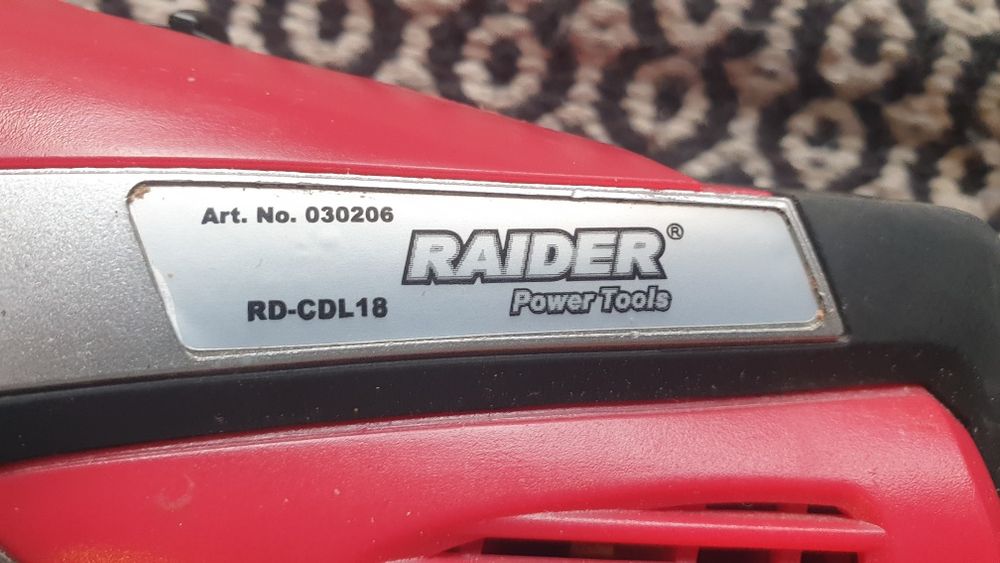 Art. No. 030206
RAIDER®
Power Tools
RD-CDL18